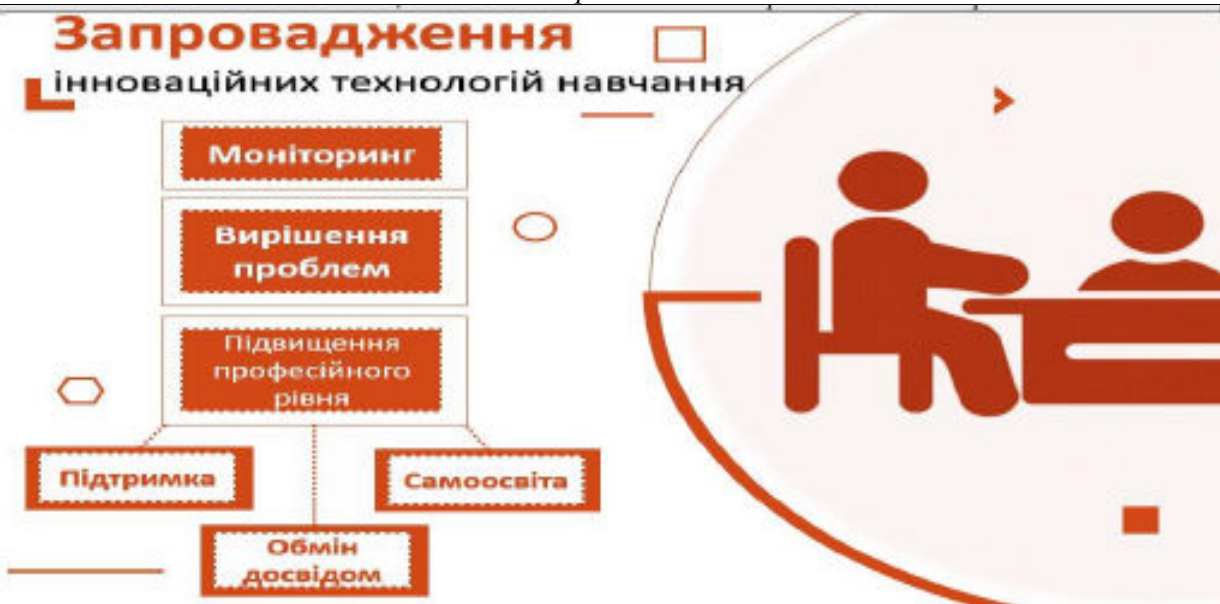 Запровадження
інноваційних технологій навчання
Моніторинг
Вирішення
проблем
Підвищення
професійного
рівня
Підтримка
Самоосвіта
Обмін
досвідом